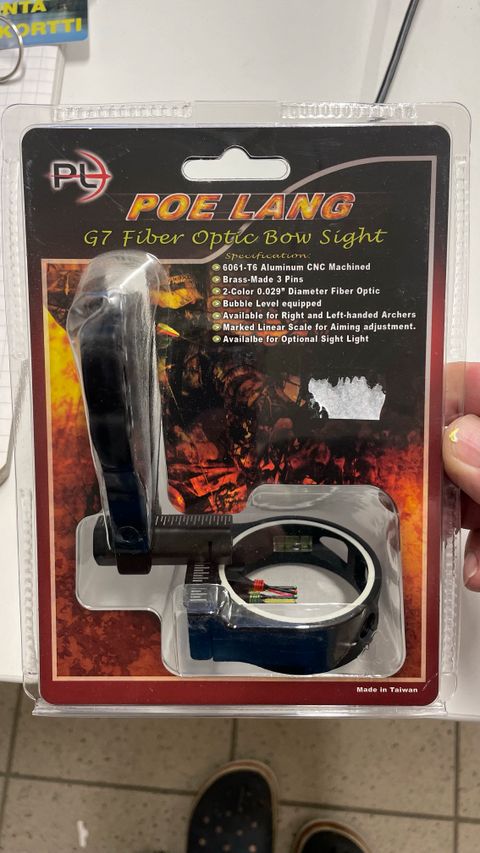 NTA
KORTTI
PL
POE LANG
G7 Fiber Optic Bow Sight
Specification:
6061-T6 Aluminum CNC Machined
Brass-Made 3 Pins
2-Color 0.029" Diameter Fiber Optic
Bubble Level equipped
Available for Right and Left-handed Archers
Marked Linear Scale for Aiming adjustment.
Availalbe for Optional Sight Light
Made in Taiwan